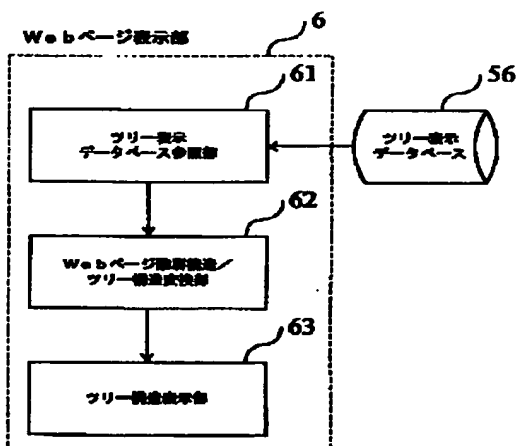 Webページ表示部
6
61
56
ツリー表示
データベース参照部
ツリー表示
データベース
62
Webページ階層構造／
ツリー構造変換部
63
ツリー構造表示部